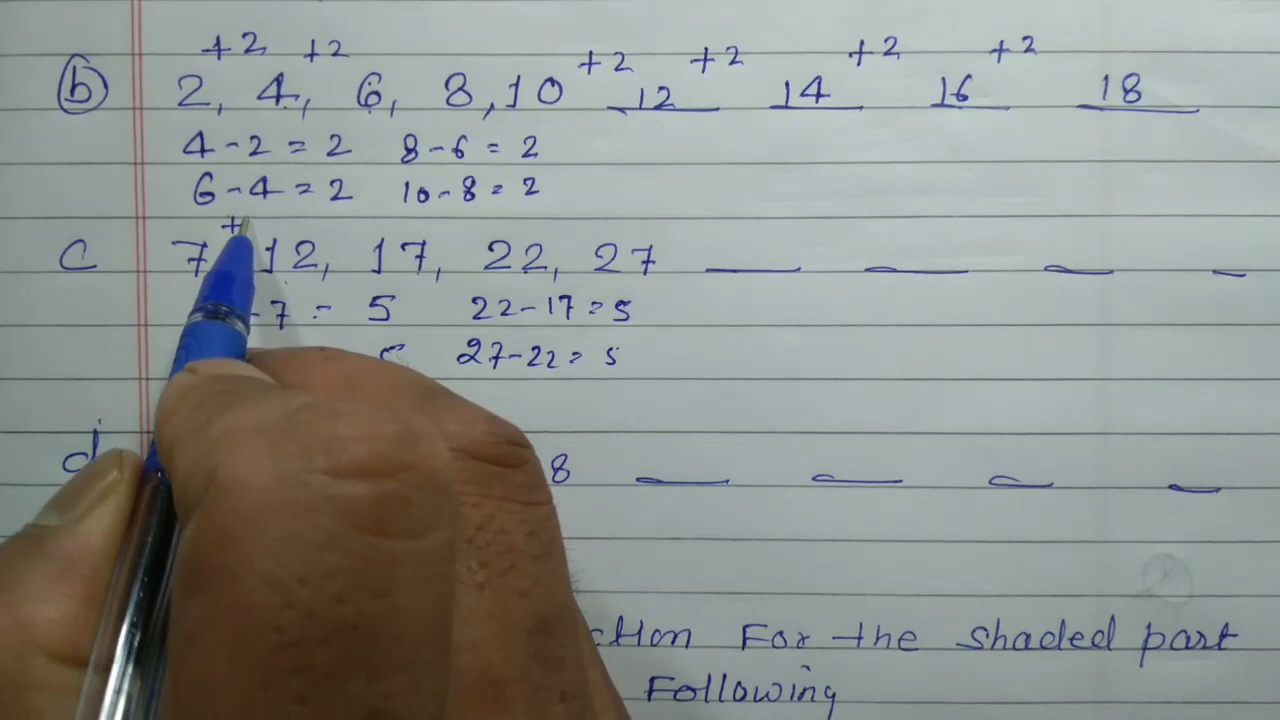 +2 +2 +2 +2 +2 +2
b 2, 4, 6, 8, 10 12 14 16 18
4 - 2 = 2 8 - 6 = 2
6 - 4 = 2 10 - 8 = 2
+
C 7 12, 17, 22, 27
- 7 = 5 22 - 17 = 5
27 - 22 = 5
d 8
For the shaded part
Following